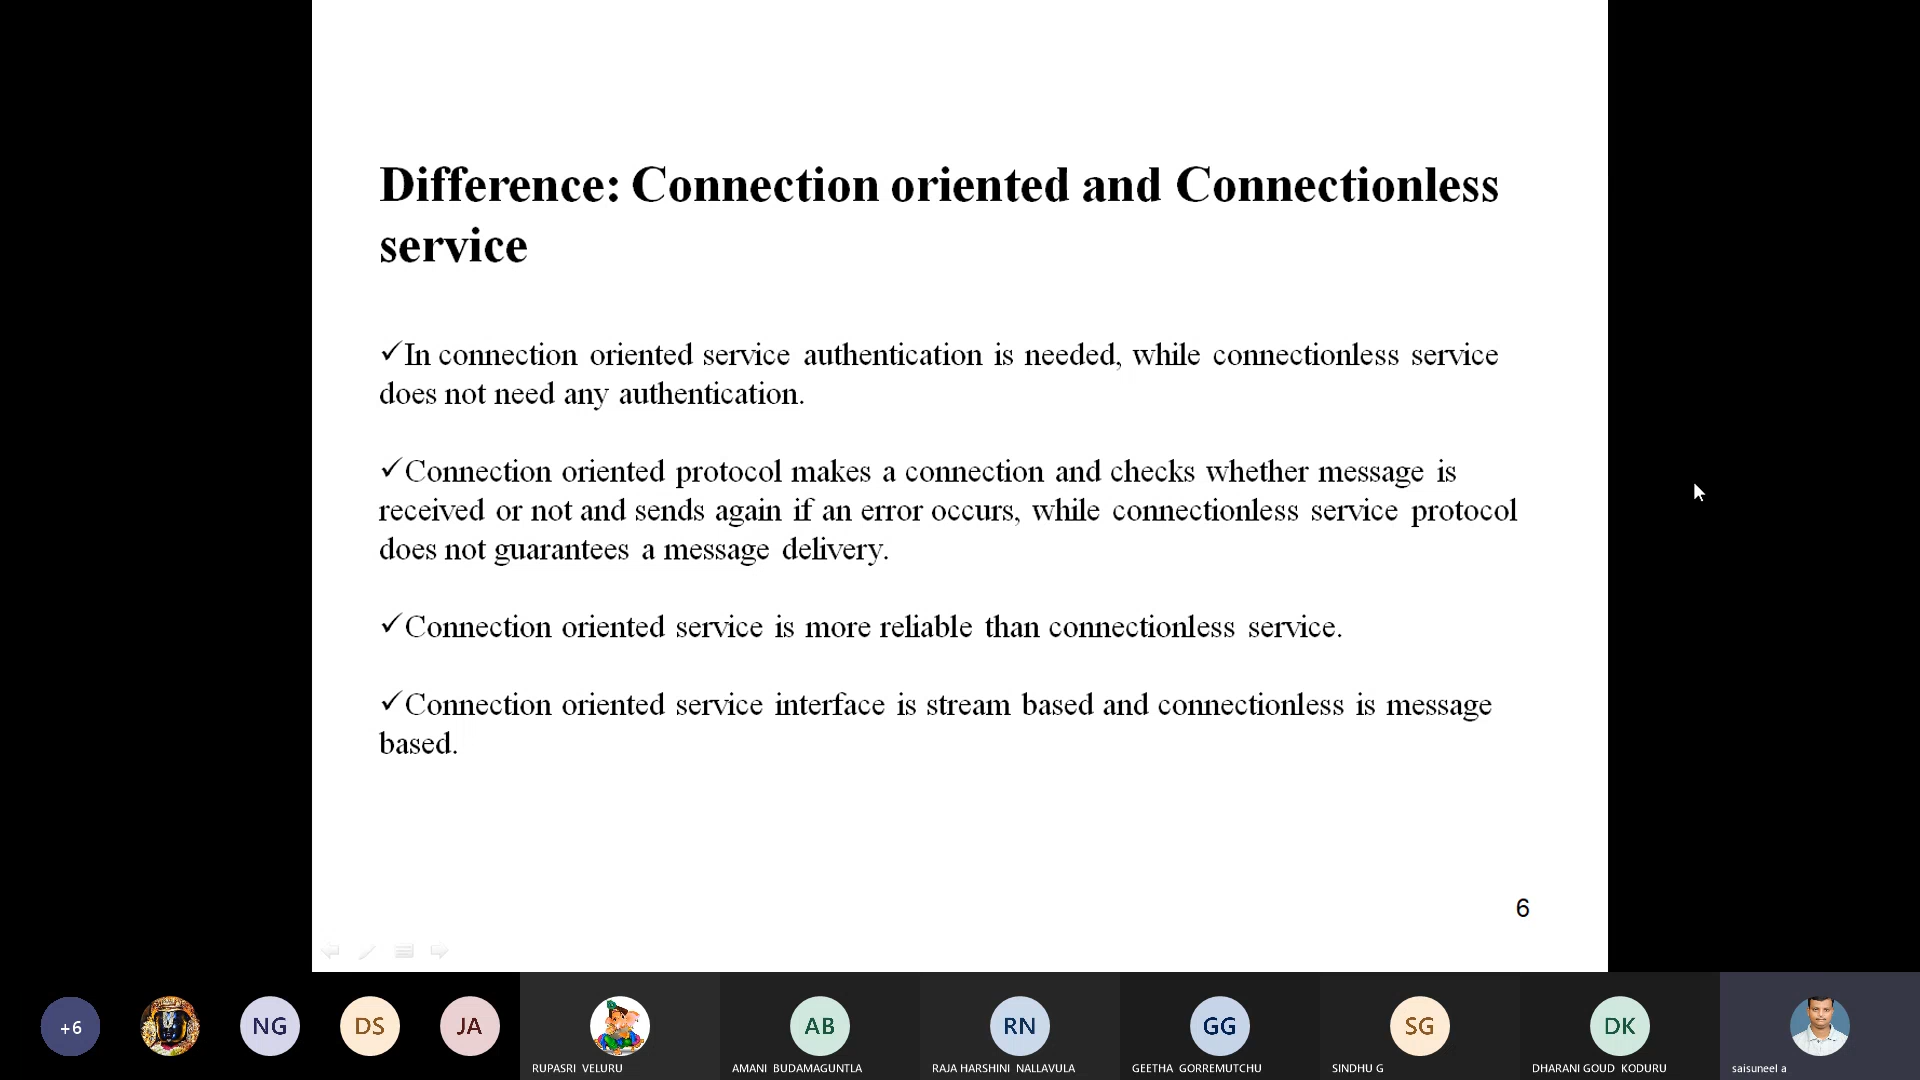 Difference: Connection oriented and Connectionless
service
✓In connection oriented service authentication is needed, while connectionless service
does not need any authentication.
✓Connection oriented protocol makes a connection and checks whether message is
received or not and sends again if an error occurs, while connectionless service protocol
does not guarantees a message delivery.
✓Connection oriented service is more reliable than connectionless service.
✓Connection oriented service interface is stream based and connectionless is message
based.
6
+6
NG
DS
JA
RUPASRI VELURU
AB
AMANI BUDAMAGUNTLA
RN
RAJA HARSHINI NALLAVULA
GG
GEETHA GORREMUTCHU
SG
SINDHU G
DK
DHARANI GOUD KODURU
saisuneel a